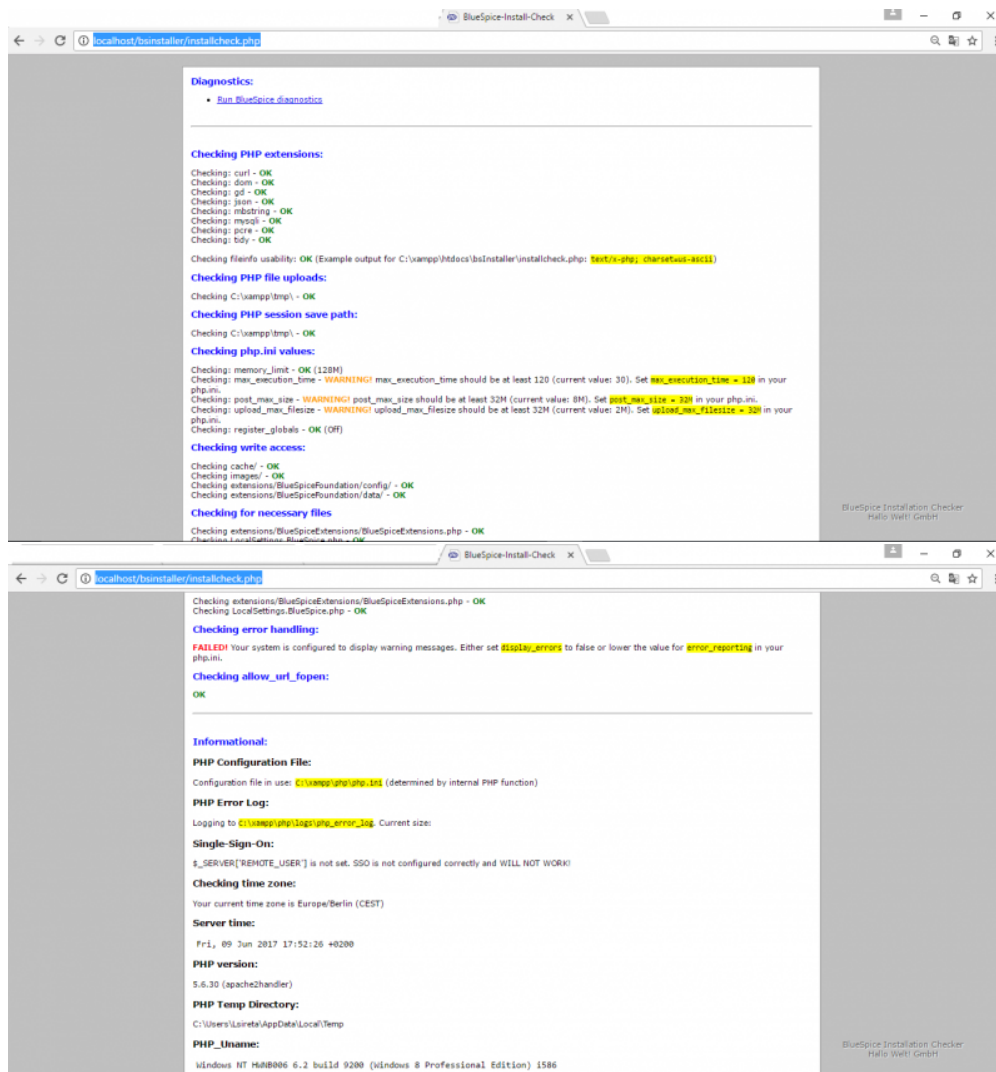 BlueSpice-Install-Check
localhost/bsinstaller/installcheck.php
Diagnostics:
Run BlueSpice diagnostics
Checking PHP extensions:
Checking: curl - OK
Checking: dom - OK
Checking: gd - OK
Checking: json - OK
Checking: mbstring - OK
Checking: mysqli - OK
Checking: pcre - OK
Checking: tidy - OK
Checking fileinfo usability: OK (Example output for C:\xampp\htdocs\bsInstaller\installcheck.php: text/x-php; charset=us-ascii)
Checking PHP file uploads:
Checking C:\xampp\tmp\ - OK
Checking PHP session save path:
Checking C:\xampp\tmp\ - OK
Checking php.ini values:
Checking: memory_limit - OK (128M)
Checking: max_execution_time - WARNING! max_execution_time should be at least 120 (current value: 30). Set max_execution_time = 120 in your
php.ini.
Checking: post_max_size - WARNING! post_max_size should be at least 32M (current value: 8M). Set post_max_size = 32M in your php.ini.
Checking: upload_max_filesize - WARNING! upload_max_filesize should be at least 32M (current value: 2M). Set upload_max_filesize = 32M in your
php.ini.
Checking: register_globals - OK (Off)
Checking write access:
Checking cache/ - OK
Checking images/ - OK
Checking extensions/BlueSpiceFoundation/config/ - OK
Checking extensions/BlueSpiceFoundation/data/ - OK
Checking for necessary files
Checking extensions/BlueSpiceExtensions/BlueSpiceExtensions.php - OK
Checking LocalSettings.BlueSpice.php - OK
BlueSpice Installation Checker
Hallo Welt! GmbH
BlueSpice-Install-Check
localhost/bsinstaller/installcheck.php
Checking extensions/BlueSpiceExtensions/BlueSpiceExtensions.php - OK
Checking LocalSettings.BlueSpice.php - OK
Checking error handling:
FAILED! Your system is configured to display warning messages. Either set display_errors to false or lower the value for error_reporting in your
php.ini.
Checking allow_url_fopen:
OK
Informational:
PHP Configuration File:
Configuration file in use: C:\xampp\php\php.ini (determined by internal PHP function)
PHP Error Log:
Logging to C:\xampp\php\logs\php_error_log. Current size:
Single-Sign-On:
$_SERVER['REMOTE_USER'] is not set. SSO is not configured correctly and WILL NOT WORK!
Checking time zone:
Your current time zone is Europe/Berlin (CEST)
Server time:
Fri, 09 Jun 2017 17:52:26 +0200
PHP version:
5.6.30 (apache2handler)
PHP Temp Directory:
C:\Users\Lsireta\AppData\Local\Temp
PHP_Uname:
Windows NT HWNB006 6.2 build 9200 (Windows 8 Professional Edition) i586
BlueSpice Installation Checker
Hallo Welt! GmbH